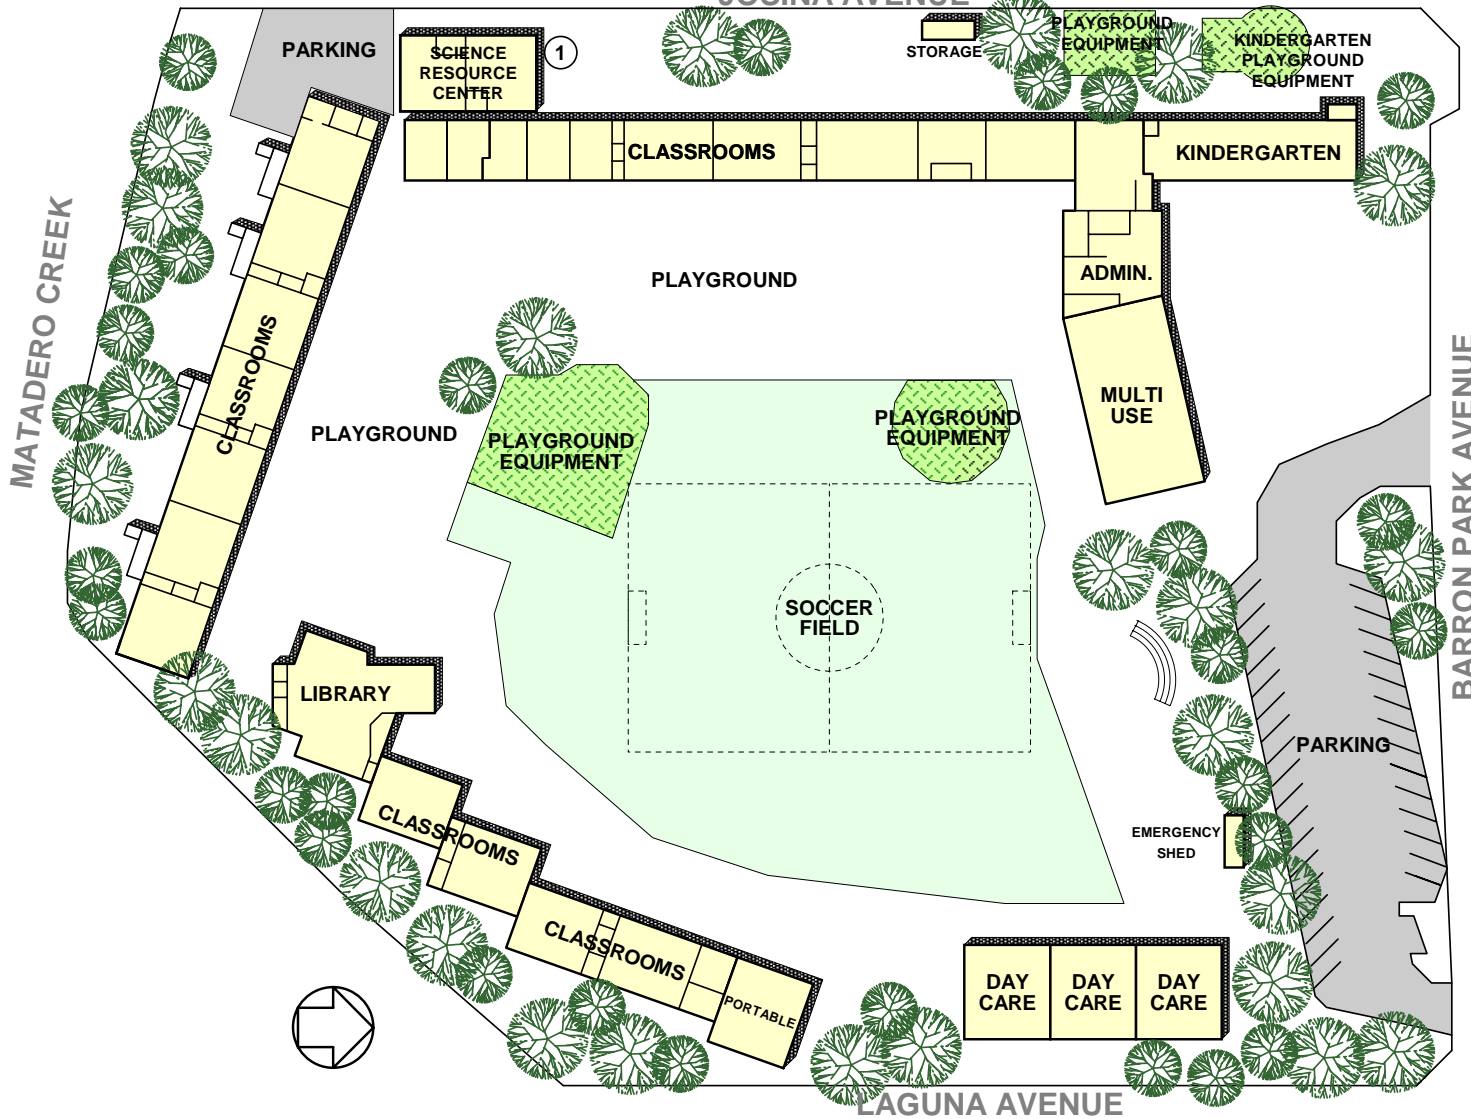 JOSINA AVENUE
PARKING
SCIENCE
RESOURCE
CENTER
1
STORAGE
PLAYGROUND
EQUIPMENT
KINDERGARTEN
PLAYGROUND
EQUIPMENT
CLASSROOMS
KINDERGARTEN
MATADERO CREEK
CLASSROOMS
PLAYGROUND
ADMIN.
MULTI
USE
PLAYGROUND
PLAYGROUND
EQUIPMENT
PLAYGROUND
EQUIPMENT
BARRON PARK AVENUE
SOCCER
FIELD
LIBRARY
PARKING
CLASSROOMS
EMERGENCY
SHED
CLASSROOMS
PORTABLE
DAY
CARE
DAY
CARE
DAY
CARE
LAGUNA AVENUE